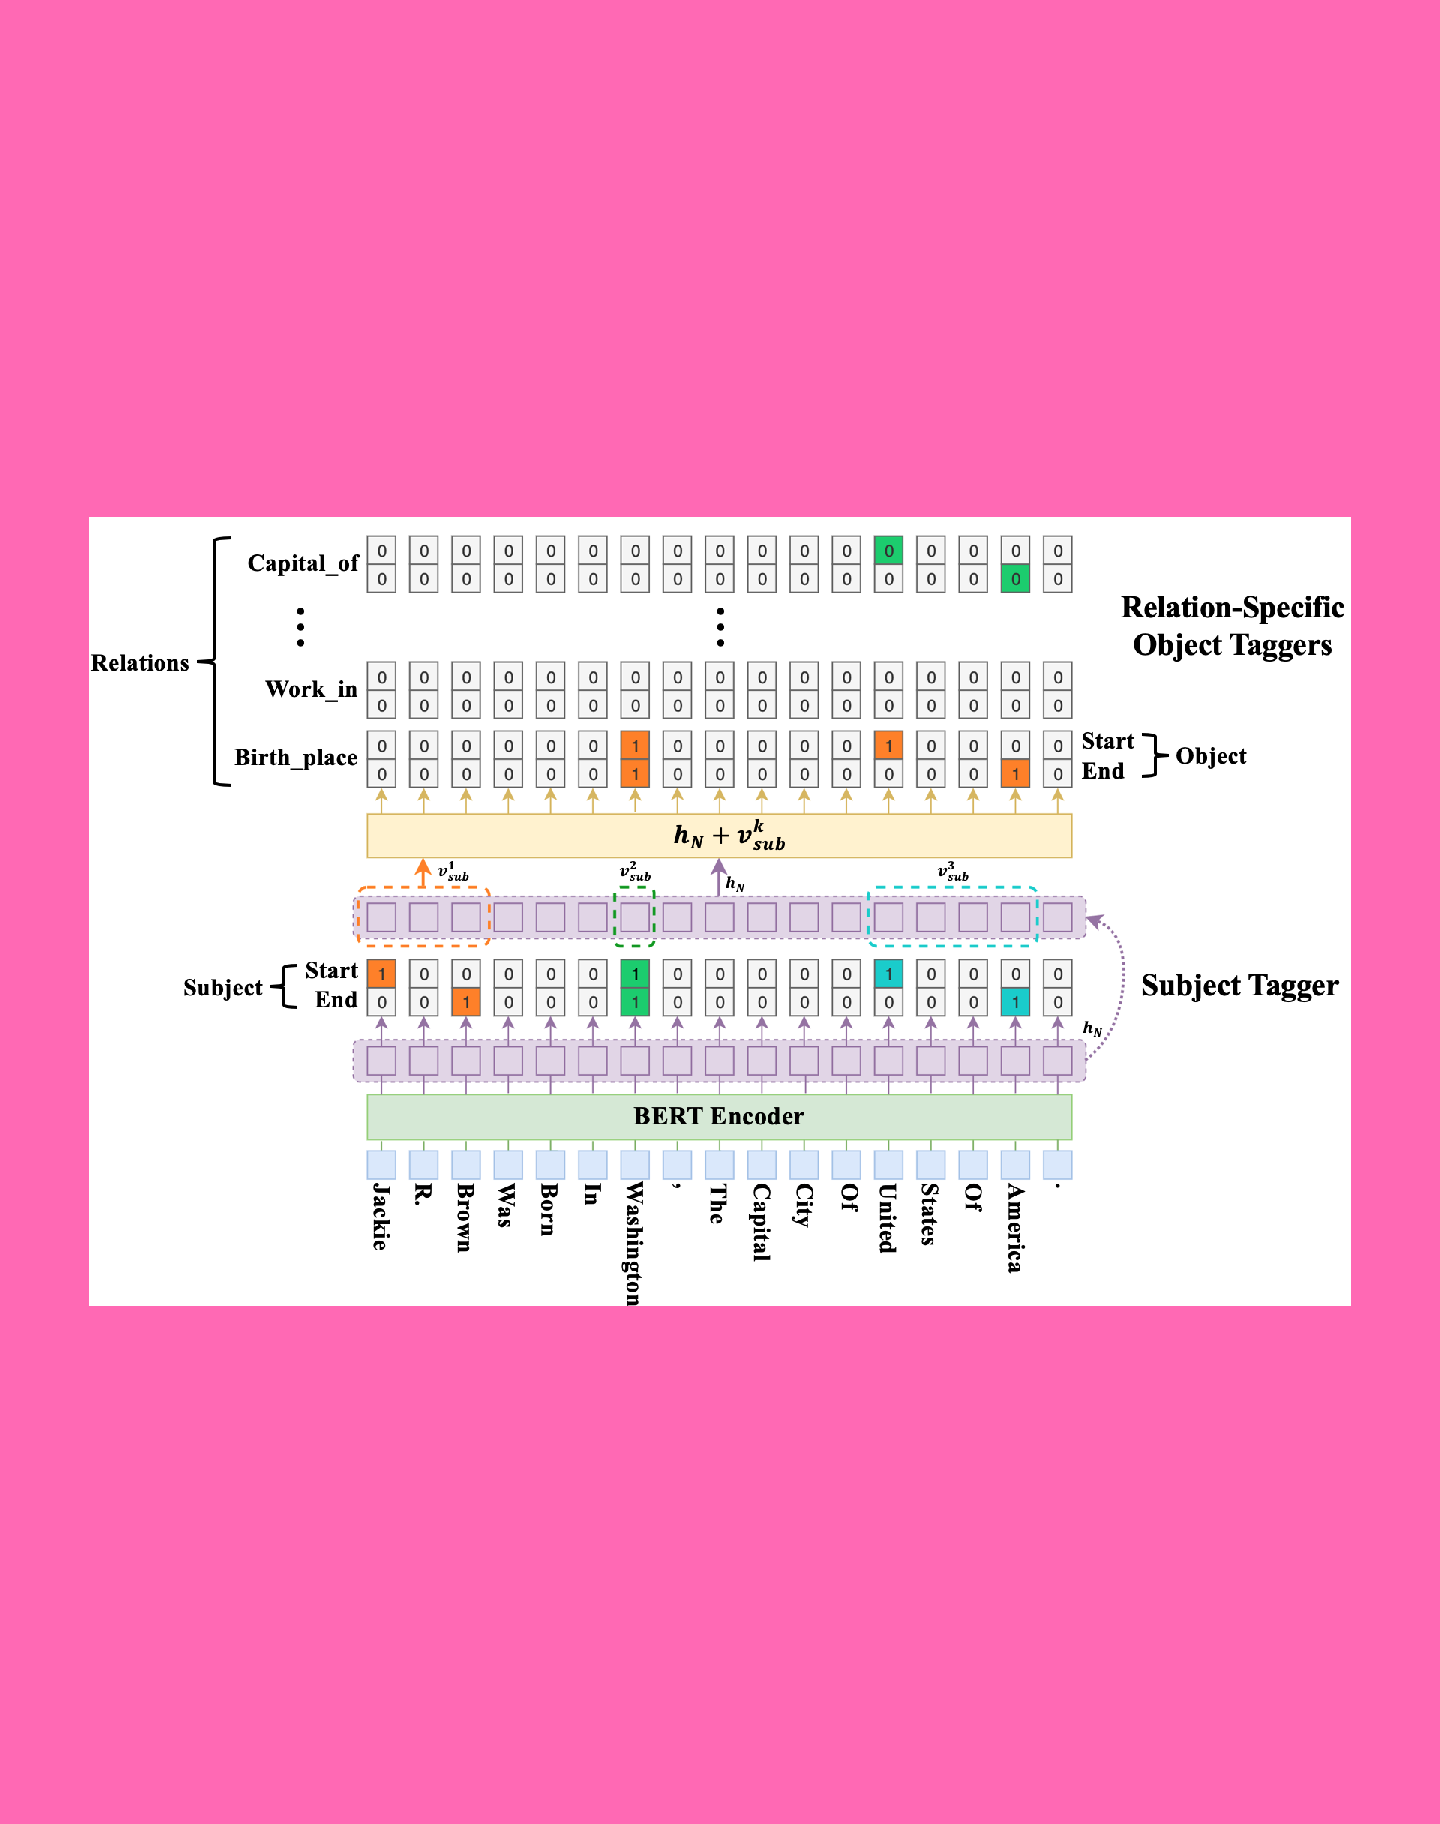 Capital_of
0 0 0 0 0 0 0 0 0 0 0 0 0 0 0 0 0
0 0 0 0 0 0 0 0 0 0 0 0 0 0 0 0 0
Relation-Specific
Object Taggers
Relations
Work_in
0 0 0 0 0 0 0 0 0 0 0 0 0 0 0 0 0
0 0 0 0 0 0 0 0 0 0 0 0 0 0 0 0 0
Birth_place
0 0 0 0 0 0 1 0 0 0 0 0 1 0 0 0 0
0 0 0 0 0 0 1 0 0 0 0 0 0 0 0 1 0
Start
End
Object
h_N + v_sub^k
v_sub^1
v_sub^2
h_N
v_sub^3
Subject
Start
End
1 0 0 0 0 0 1 0 0 0 0 0 1 0 0 0 0
0 0 1 0 0 0 1 0 0 0 0 0 0 0 0 1 0
Subject Tagger
h_N
BERT Encoder
Jackie
R.
Brown
Was
Born
In
Washington
,
The
Capital
City
Of
United
States
Of
America
.